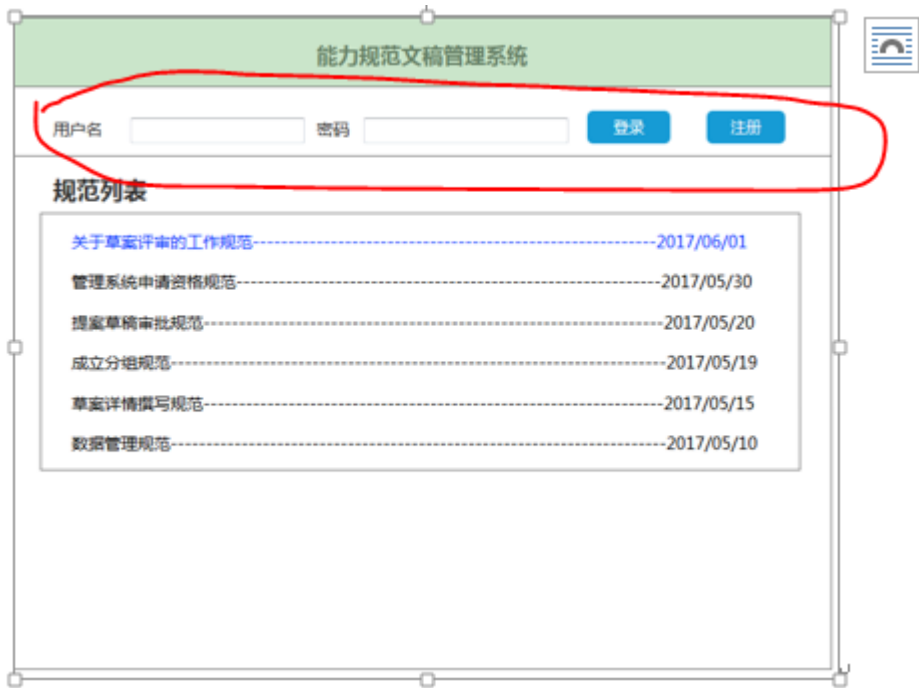 能力规范文稿管理系统
用户名 密码 登录 注册
规范列表
关于草案评审的工作规范--------------------------------------------------------2017/06/01
管理系统申请资格规范-----------------------------------------------------------2017/05/30
提案草稿审批规范----------------------------------------------------------------2017/05/20
成立分组规范---------------------------------------------------------------------2017/05/19
草案详情撰写规范----------------------------------------------------------------2017/05/15
数据管理规范---------------------------------------------------------------------2017/05/10